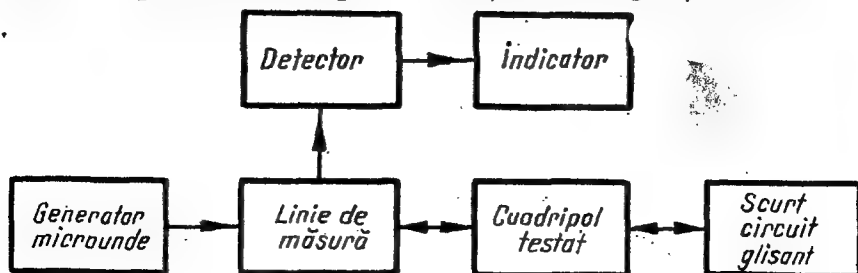 Detector
Indicator
Generator
microunde
Linie de
măsură
Cuadripol
testat
Scurt
circuit
glisant